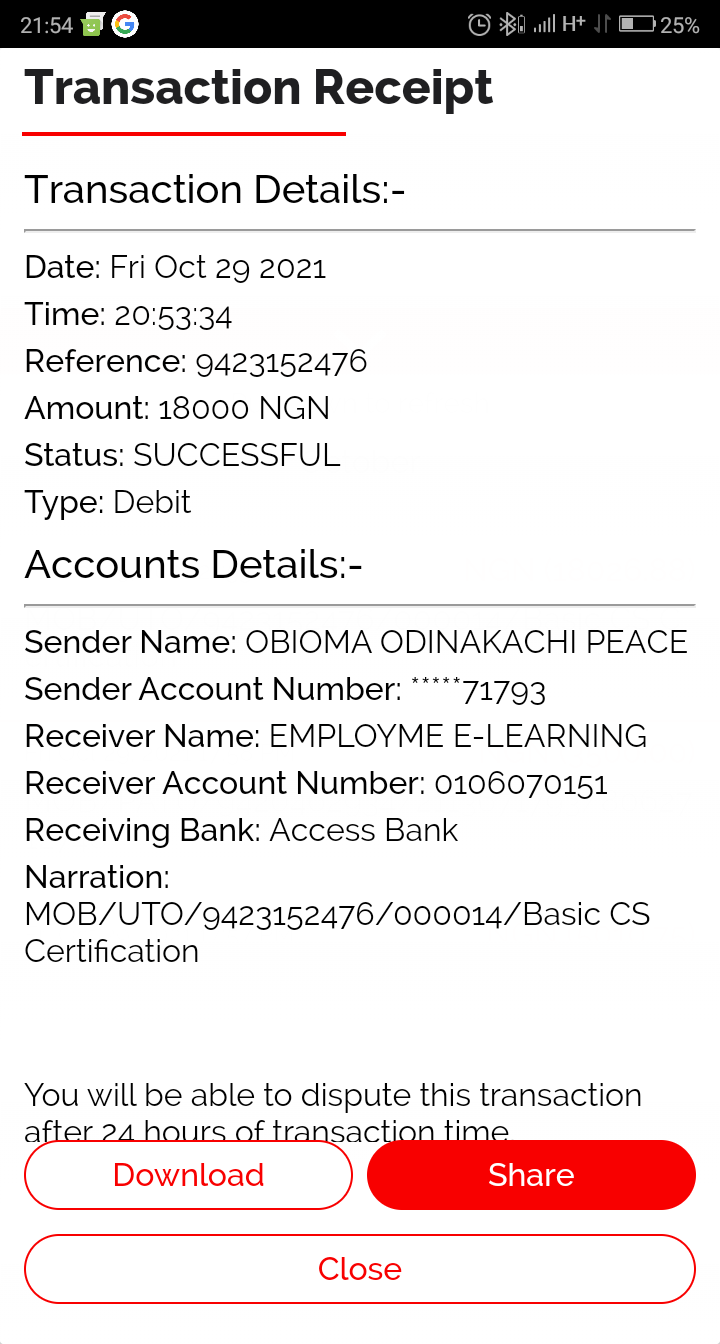 21:54 H+ 25%
Transaction Receipt
Transaction Details:-
Date: Fri Oct 29 2021
Time: 20:53:34
Reference: 9423152476
Amount: 18000 NGN
Status: SUCCESSFUL
Type: Debit
Accounts Details:-
Sender Name: OBIOMA ODINAKACHI PEACE
Sender Account Number: *****71793
Receiver Name: EMPLOYME E-LEARNING
Receiver Account Number: 0106070151
Receiving Bank: Access Bank
Narration:
MOB/UTO/9423152476/000014/Basic CS
Certification
You will be able to dispute this transaction
after 24 hours of transaction time
Download Share
Close